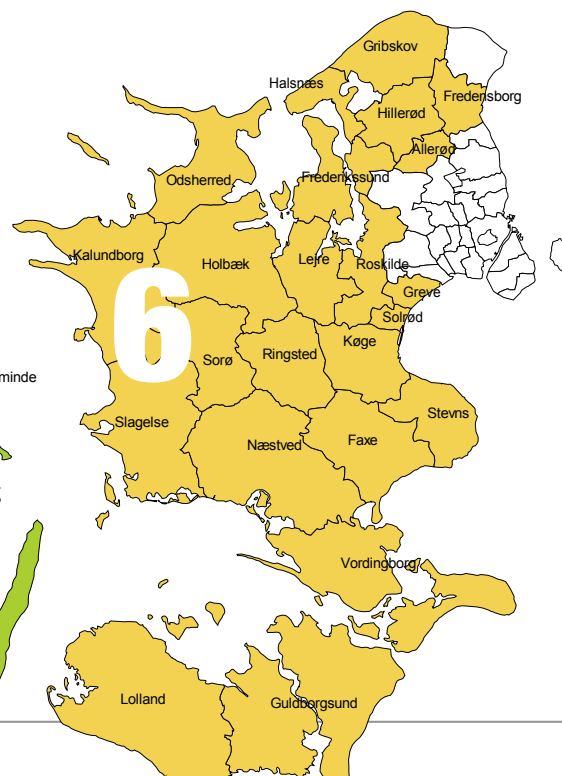 Gribskov
Halsnæs
Fredensborg
Hillerød
Allerød
Frederikssund
Odsherred
Kalundborg
Holbæk
Lejre
Roskilde
6
Greve
Solrød
Køge
Ringsted
Sorø
minde
Stevns
Slagelse
Faxe
Næstved
Vordingborg
Lolland
Guldborgsund